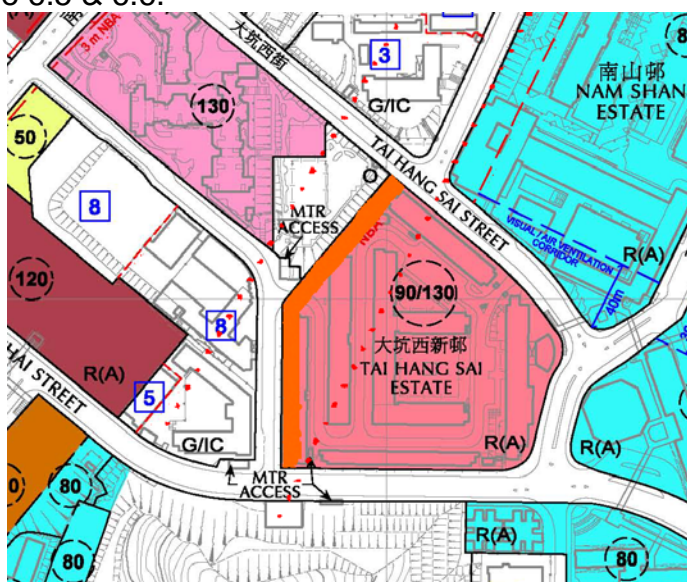 3 m NBA
大坑西街
3
G/IC
南山邨
NAM SHAN
ESTATE
130
50
TAI HANG SAI STREET
8
MTR
ACCESS
NBA
VISUAL / AIR VENTILATION
CORRIDOR
R(A)
40m
120
(90/130)
8
大坑西新邨
TAI HANG SAI
ESTATE
R(A)
5
HAI STREET
G/IC
R(A)
R(A)
MTR
ACCESS
80
R(A)
80
80